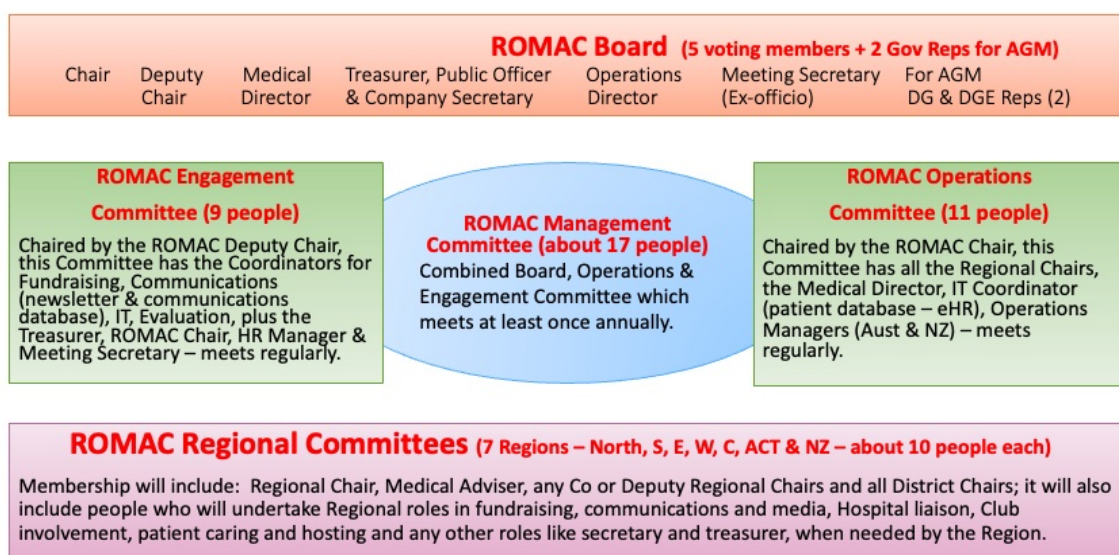 ROMAC Board (5 voting members + 2 Gov Reps for AGM)
Chair Deputy Medical Treasurer, Public Officer Operations Meeting Secretary For AGM
Chair Director & Company Secretary Director (Ex-officio) DG & DGE Reps (2)
ROMAC Engagement
Committee (9 people)
Chaired by the ROMAC Deputy Chair,
this Committee has the Coordinators for
Fundraising, Communications
(newsletter & communications
database), IT, Evaluation, plus the
Treasurer, ROMAC Chair, HR Manager &
Meeting Secretary – meets regularly.
ROMAC Management
Committee (about 17 people)
Combined Board, Operations &
Engagement Committee which
meets at least once annually.
ROMAC Operations
Committee (11 people)
Chaired by the ROMAC Chair, this
Committee has all the Regional Chairs,
the Medical Director, IT Coordinator
(patient database – eHR), Operations
Managers (Aust & NZ) – meets
regularly.
ROMAC Regional Committees (7 Regions – North, S, E, W, C, ACT & NZ – about 10 people each)
Membership will include: Regional Chair, Medical Adviser, any Co or Deputy Regional Chairs and all District Chairs; it will also
include people who will undertake Regional roles in fundraising, communications and media, Hospital liaison, Club
involvement, patient caring and hosting and any other roles like secretary and treasurer, when needed by the Region.